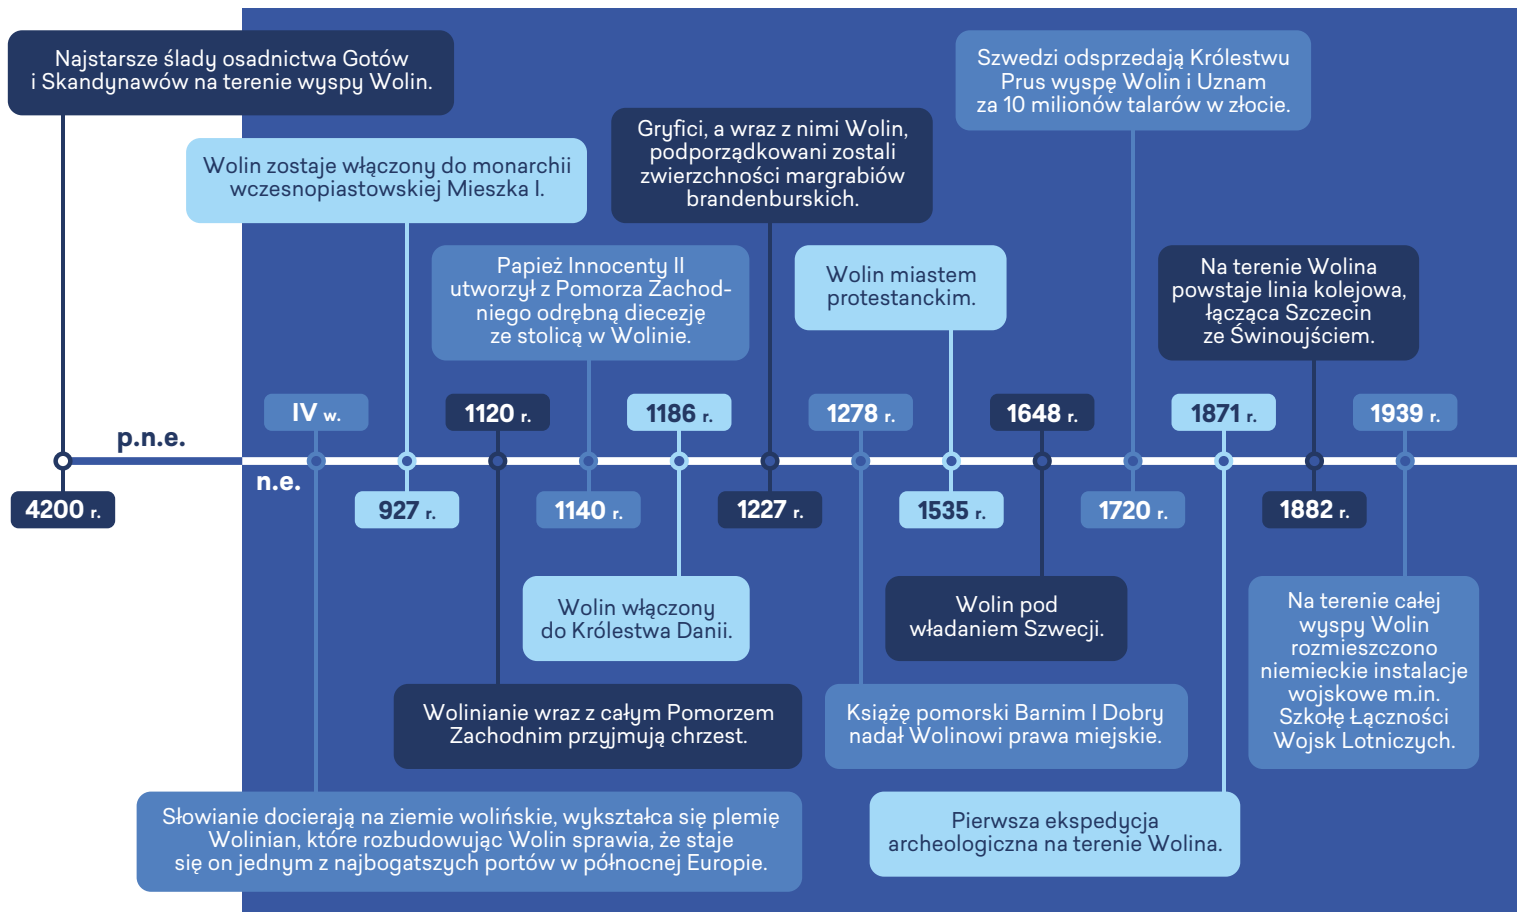 Najstarsze ślady osadnictwa Gotów
i Skandynawów na terenie wyspy Wolin.
Szwedzi odsprzedają Królestwu
Prus wyspę Wolin i Uznam
za 10 milionów talarów w złocie.
Wolin zostaje włączony do monarchii
wczesnopiastowskiej Mieszka I.
Gryfici, a wraz z nimi Wolin,
podporządkowani zostali
zwierzchności margrabiów
brandenburskich.
Papież Innocenty II
utworzył z Pomorza Zachod-
niego odrębną diecezję
ze stolicą w Wolinie.
Wolin miastem
protestanckim.
Na terenie Wolina
powstaje linia kolejowa,
łącząca Szczecin
ze Świnoujściem.
IV w.
1120 r.
1186 r.
1278 r.
1648 r.
1871 r.
1939 r.
p.n.e.
n.e.
4200 r.
927 r.
1140 r.
1227 r.
1535 r.
1720 r.
1882 r.
Wolin włączony
do Królestwa Danii.
Wolin pod
władaniem Szwecji.
Na terenie całej
wyspy Wolin
rozmieszczono
niemieckie instalacje
wojskowe m.in.
Szkołę Łączności
Wojsk Lotniczych.
Wolinianie wraz z całym Pomorzem
Zachodnim przyjmują chrzest.
Książę pomorski Barnim I Dobry
nadał Wolinowi prawa miejskie.
Słowianie docierają na ziemie wolińskie, wykształca się plemię
Wolinian, które rozbudowując Wolin sprawia, że staje
się on jednym z najbogatszych portów w północnej Europie.
Pierwsza ekspedycja
archeologiczna na terenie Wolina.